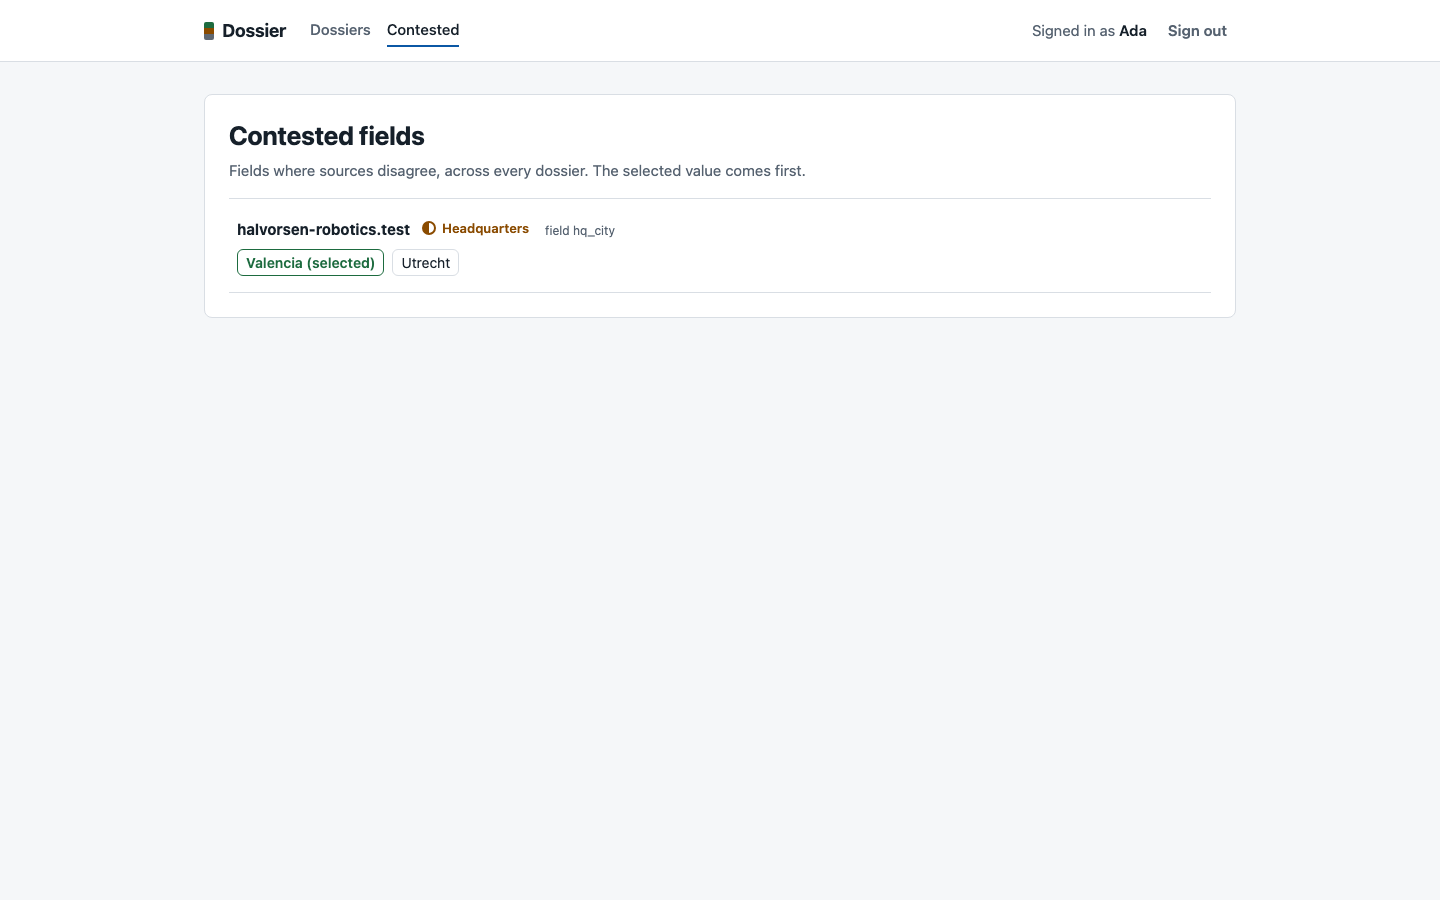 Dossier Dossiers Contested Signed in as Ada Sign out
Contested fields
Fields where sources disagree, across every dossier. The selected value comes first.
halvorsen-robotics.test Headquarters field hq_city
Valencia (selected) Utrecht